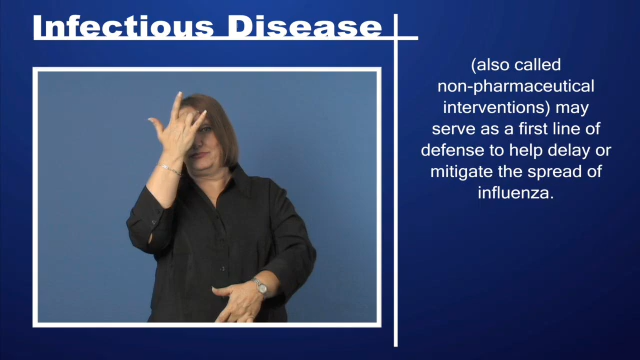 Infectious Disease
(also called
non-pharmaceutical
interventions) may
serve as a first line of
defense to help delay or
mitigate the spread of
influenza.